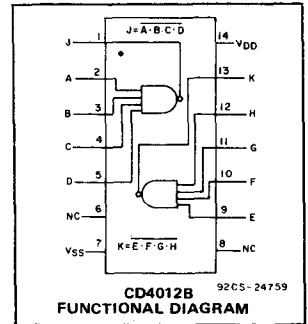 J=A·B·C·D
J 1
14 VDD
A 2
13 K
B 3
12 H
C 4
11 G
D 5
10 F
NC 6
9 E
VSS 7
8 NC
K=E·F·G·H
92CS-24759
CD4012B
FUNCTIONAL DIAGRAM